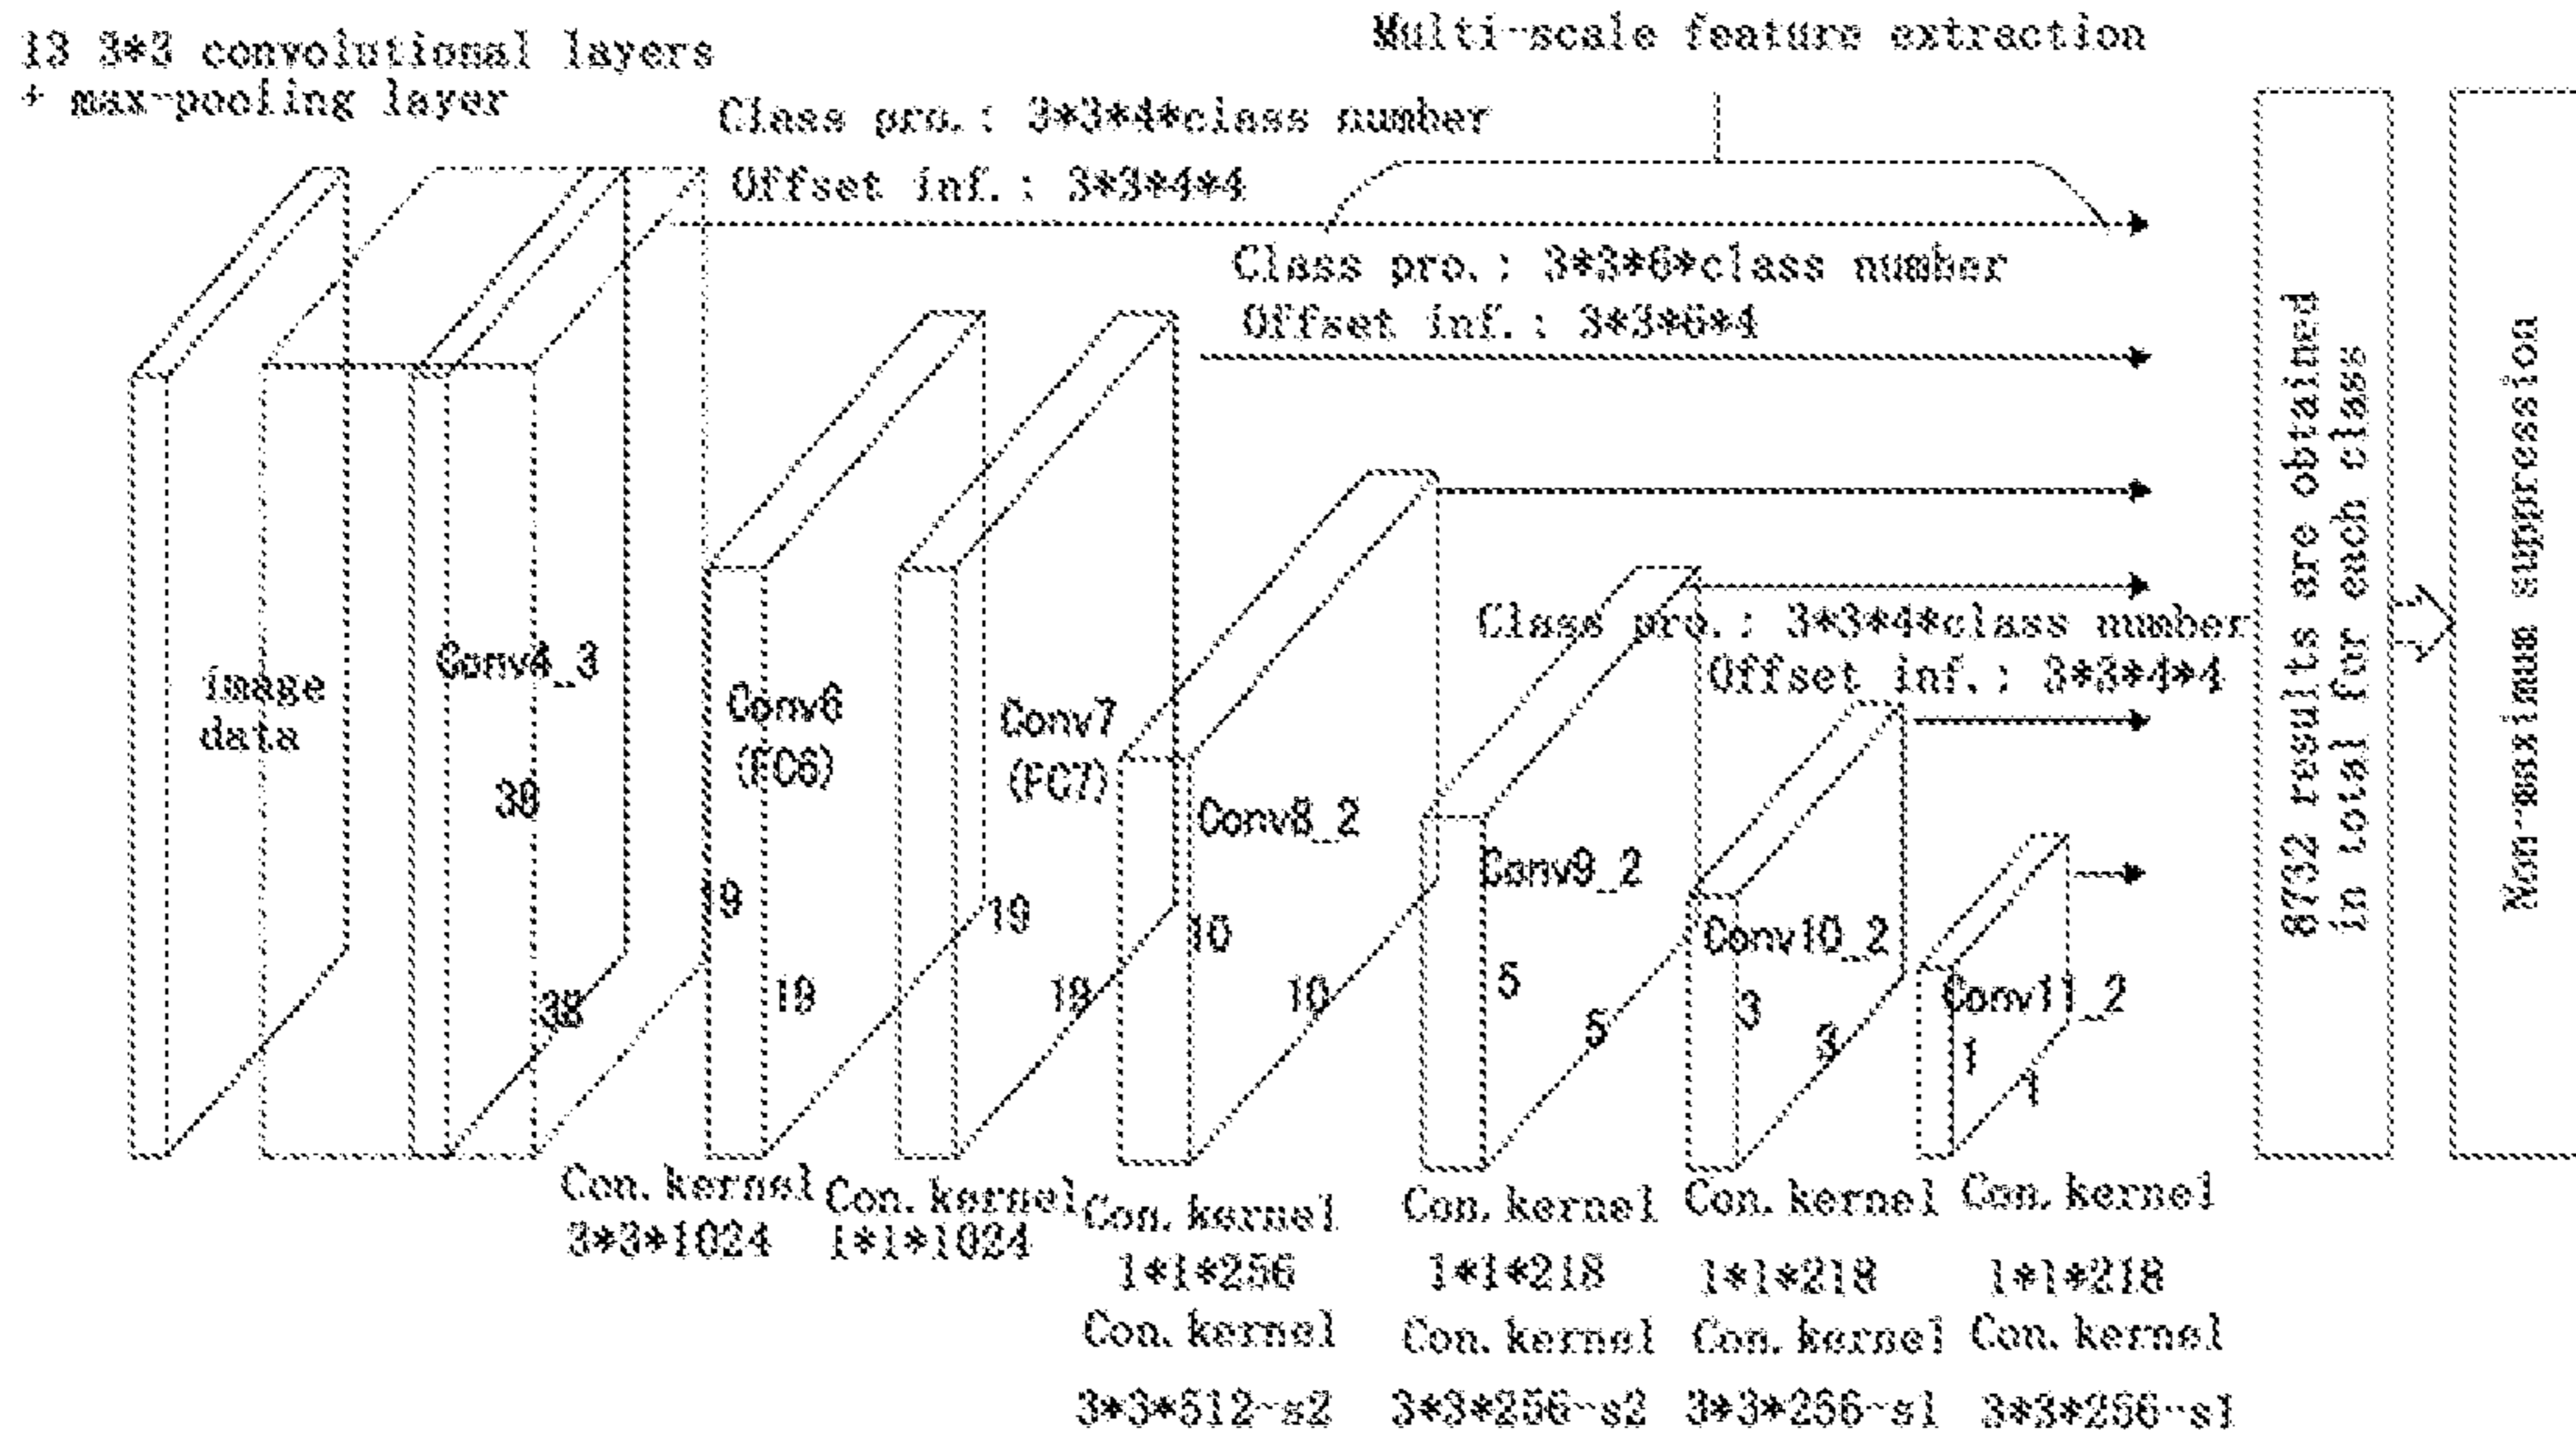 13 3*3 convolutional layers
+ max-pooling layer
Multi-scale feature extraction
Class pro.: 3*3*4*class number
Offset inf.: 3*3*4*4
Class pro.: 3*3*6*class number
Offset inf.: 3*3*6*4
Class pro.: 3*3*4*class number
Offset inf.: 3*3*4*4
image
data
Conv4_3
38
38
Conv6
(FC6)
19
19
Conv7
(FC7)
19
19
Conv8_2
10
10
Conv9_2
5
5
Conv10_2
3
3
Conv11_2
1
1
8732 results are obtained
in total for each class
Non-maximum suppression
Con. kernel
3*3*1024
Con. kernel
1*1*1024
Con. kernel
1*1*256
Con. kernel
3*3*512-s2
Con. kernel
1*1*218
Con. kernel
3*3*256-s2
Con. kernel
1*1*218
Con. kernel
3*3*256-s1
Con. kernel
1*1*218
Con. kernel
3*3*256-s1